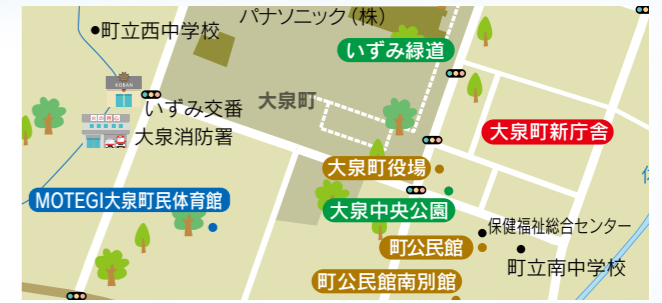 パナソニック(株)
町立西中学校
いずみ緑道
KOBAN
いずみ交番
大泉町
大泉消防署
大泉町新庁舎
大泉町役場
MOTEGI大泉町民体育館
大泉中央公園
保健福祉総合センター
町公民館
町立南中学校
町公民館南別館